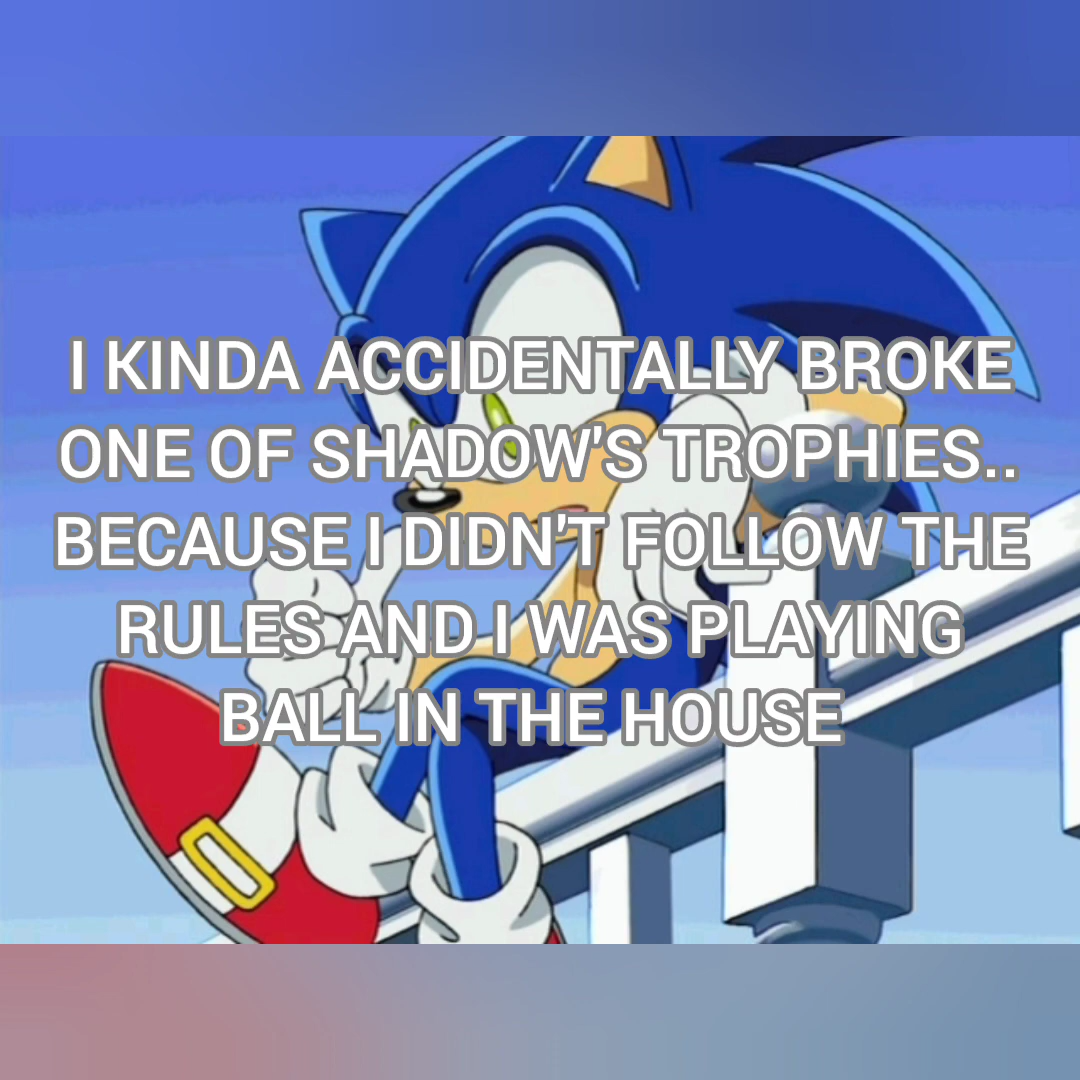 I KINDA ACCIDENTALLY BROKE
ONE OF SHADOW'S TROPHIES..
BECAUSE I DIDN'T FOLLOW THE
RULES AND I WAS PLAYING
BALL IN THE HOUSE